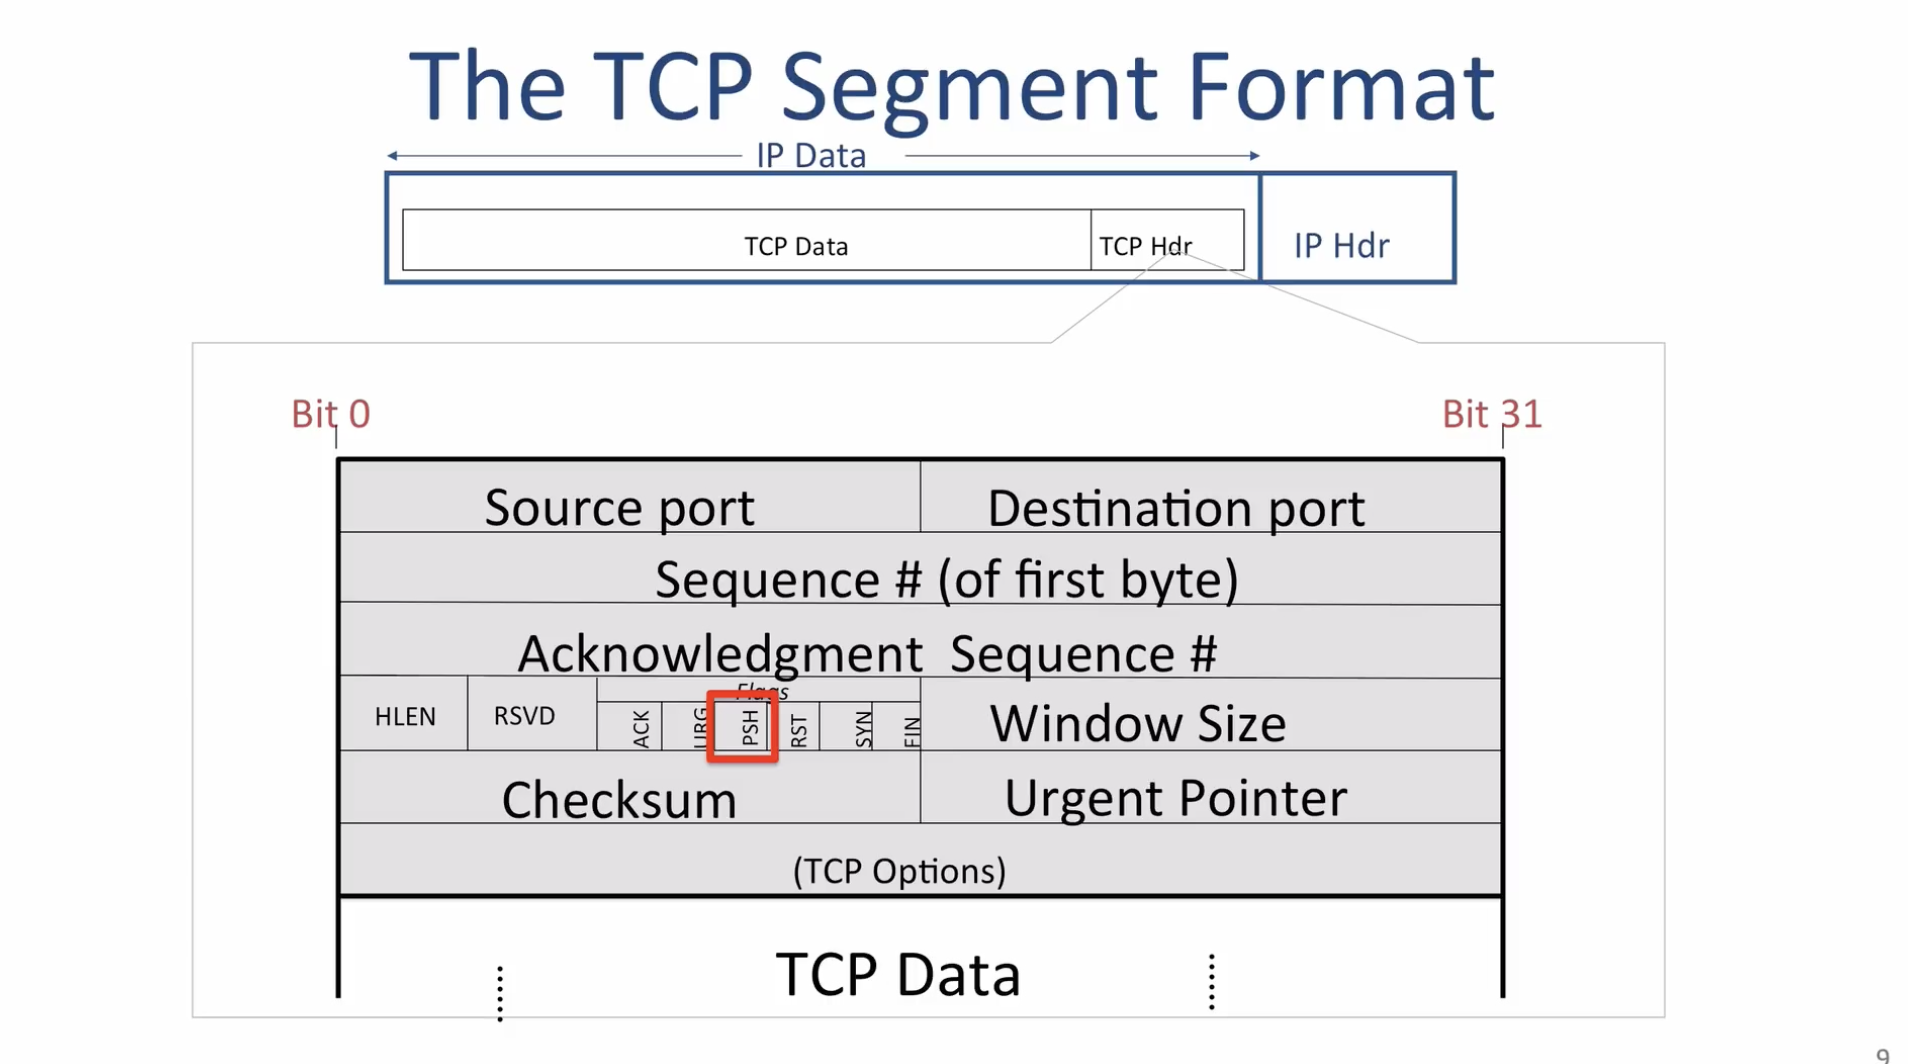 The TCP Segment Format
IP Data
TCP Data
TCP Hdr
IP Hdr
Bit 0
Bit 31
Source port
Destination port
Sequence # (of first byte)
Acknowledgment Sequence #
Flags
HLEN
RSVD
ACK
URG
PSH
RST
SYN
FIN
Window Size
Checksum
Urgent Pointer
(TCP Options)
TCP Data
9